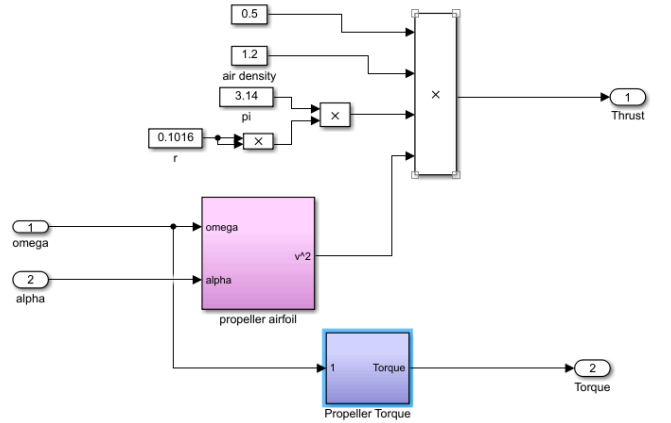 0.5
1.2
air density
3.14
pi
×
×
×
0.1016
r
1
Thrust
1
omega
2
alpha
omega
alpha
v^2
propeller airfoil
1
Torque
Propeller Torque
2
Torque